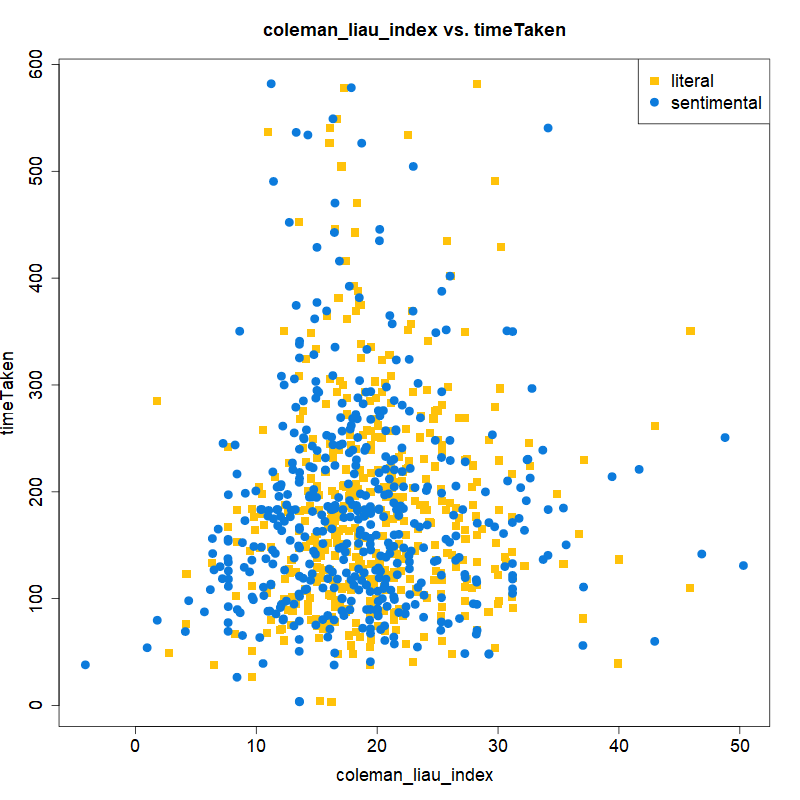 coleman_liau_index vs. timeTaken
literal
sentimental
600
500
400
300
200
100
0
timeTaken
0 10 20 30 40 50
coleman_liau_index